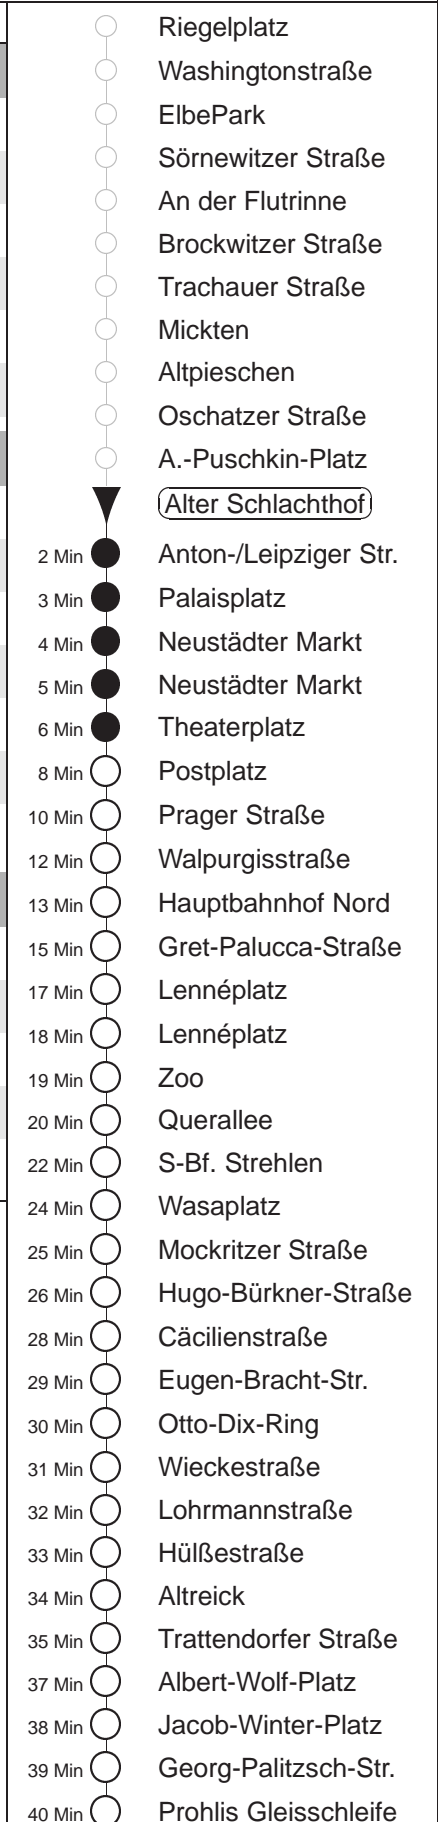 Riegelplatz
Washingtonstraße
ElbePark
Sörnewitzer Straße
An der Flutrinne
Brockwitzer Straße
Trachauer Straße
Mickten
Altpieschen
Oschatzer Straße
A.-Puschkin-Platz
Alter Schlachthof
2 Min Anton-/Leipziger Str.
3 Min Palaisplatz
4 Min Neustädter Markt
5 Min Neustädter Markt
6 Min Theaterplatz
8 Min Postplatz
10 Min Prager Straße
12 Min Walpurgisstraße
13 Min Hauptbahnhof Nord
15 Min Gret-Palucca-Straße
17 Min Lennéplatz
18 Min Lennéplatz
19 Min Zoo
20 Min Querallee
22 Min S-Bf. Strehlen
24 Min Wasaplatz
25 Min Mockritzer Straße
26 Min Hugo-Bürkner-Straße
28 Min Cäcilienstraße
29 Min Eugen-Bracht-Str.
30 Min Otto-Dix-Ring
31 Min Wieckestraße
32 Min Lohrmannstraße
33 Min Hülßestraße
34 Min Altreick
35 Min Trattendorfer Straße
37 Min Albert-Wolf-Platz
38 Min Jacob-Winter-Platz
39 Min Georg-Palitzsch-Str.
40 Min Prohlis Gleisschleife